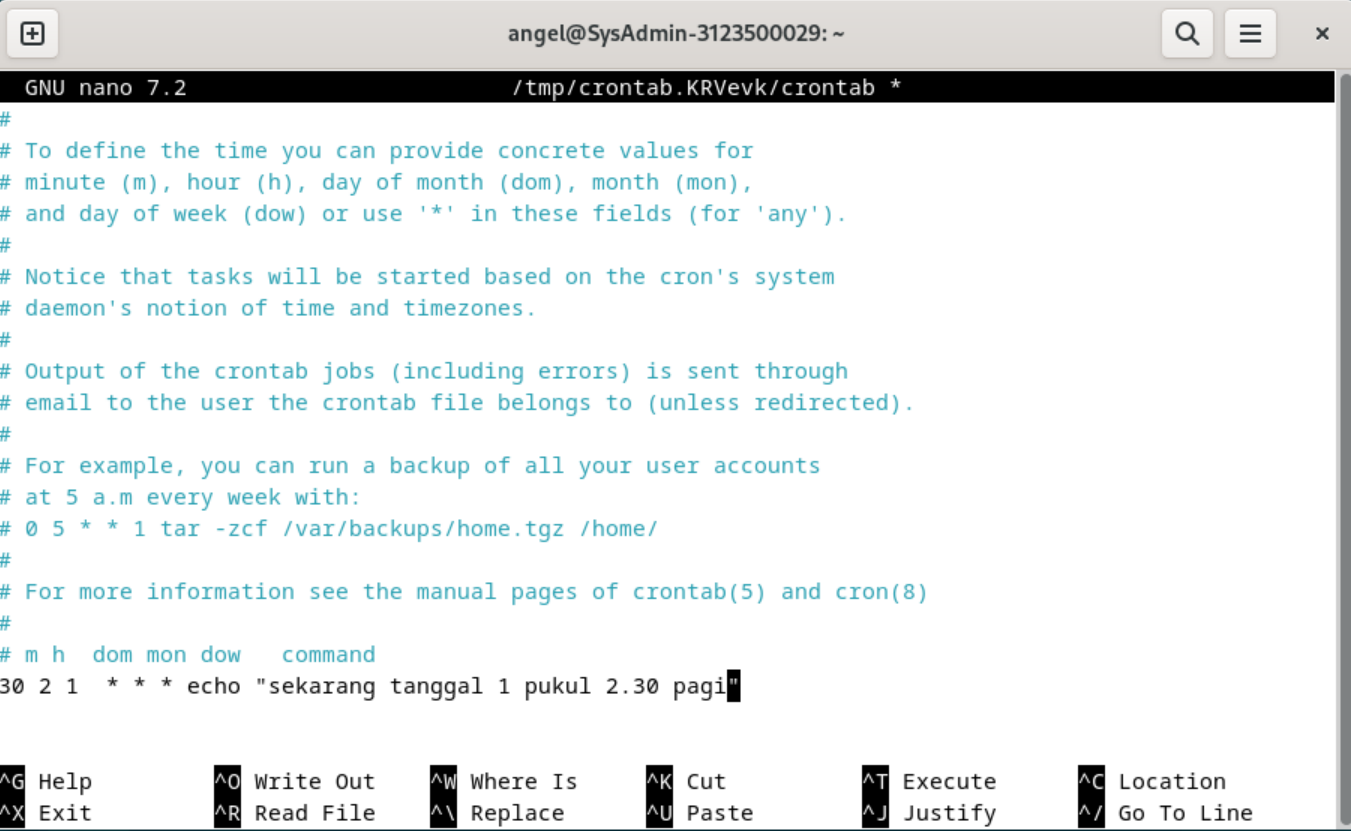 angel@SysAdmin-3123500029: ~
GNU nano 7.2 /tmp/crontab.KRVevk/crontab *
#
# To define the time you can provide concrete values for
# minute (m), hour (h), day of month (dom), month (mon),
# and day of week (dow) or use '*' in these fields (for 'any').
#
# Notice that tasks will be started based on the cron's system
# daemon's notion of time and timezones.
#
# Output of the crontab jobs (including errors) is sent through
# email to the user the crontab file belongs to (unless redirected).
#
# For example, you can run a backup of all your user accounts
# at 5 a.m every week with:
# 0 5 * * 1 tar -zcf /var/backups/home.tgz /home/
#
# For more information see the manual pages of crontab(5) and cron(8)
#
# m h  dom mon dow   command
30 2 1  * * * echo "sekarang tanggal 1 pukul 2.30 pagi"
^G Help ^O Write Out ^W Where Is ^K Cut ^T Execute ^C Location
^X Exit ^R Read File ^\ Replace ^U Paste ^J Justify ^/ Go To Line